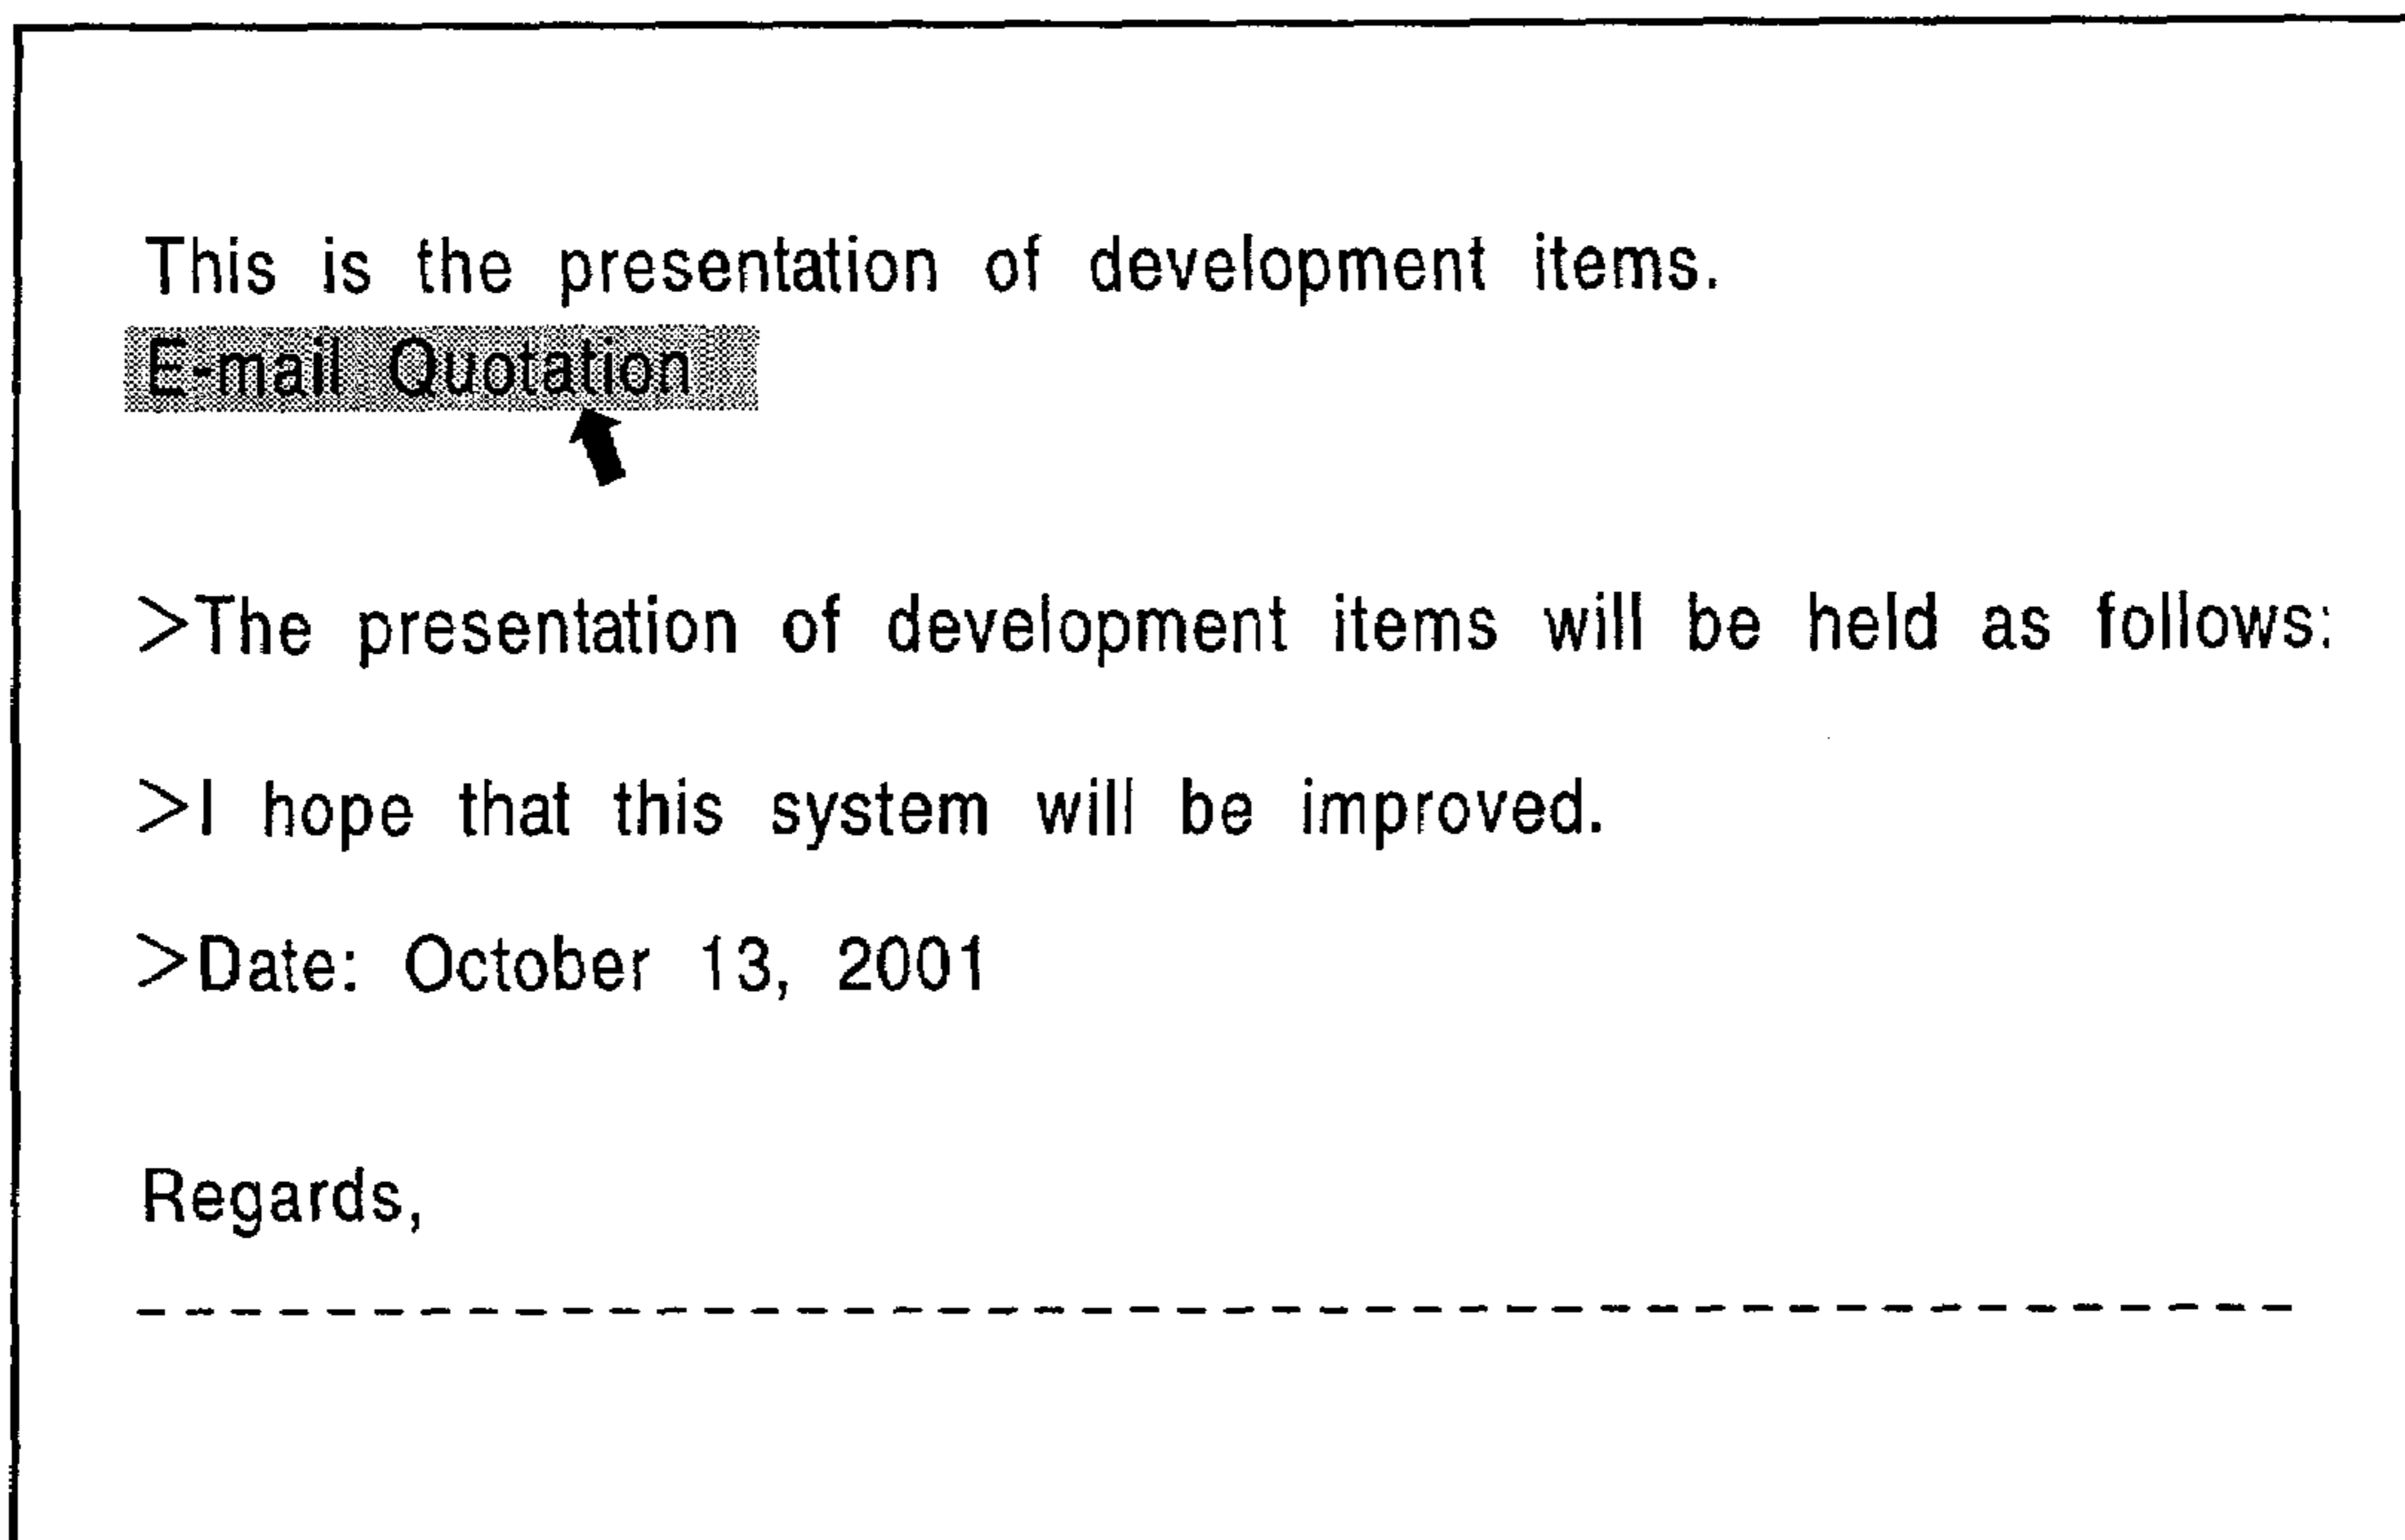 This is the presentation of development items.
E-mail Quotation
>The presentation of development items will be held as follows:
>I hope that this system will be improved.
>Date: October 13, 2001
Regards,